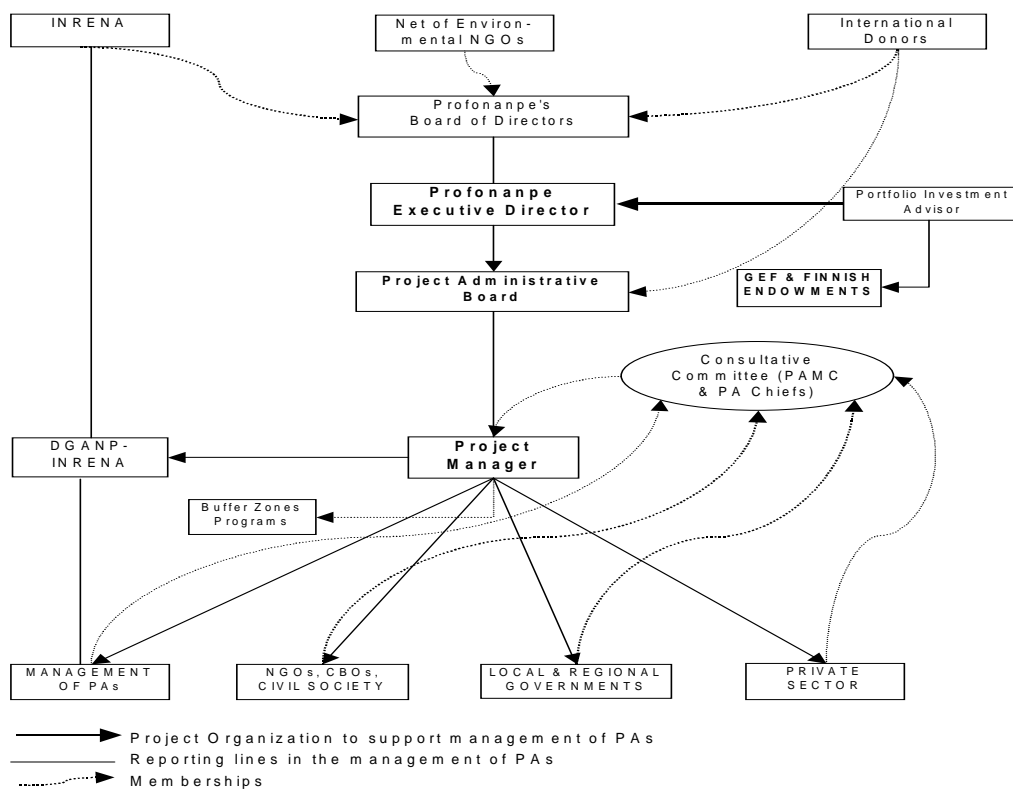 INRENA
Net of Environ-
mental NGOs
International
Donors
Profonanpe's
Board of Directors
Profonanpe
Executive Director
Portfolio Investment
Advisor
Project Administrative
Board
GEF & FINNISH
ENDOWMENTS
Consultative
Committee (PAMC
& PA Chiefs)
DGANP-
INRENA
Project
Manager
Buffer Zones
Programs
MANAGEMENT
OF PAs
NGOs, CBOs,
CIVIL SOCIETY
LOCAL & REGIONAL
GOVERNMENTS
PRIVATE
SECTOR
Project Organization to support management of PAs
Reporting lines in the management of PAs
Memberships